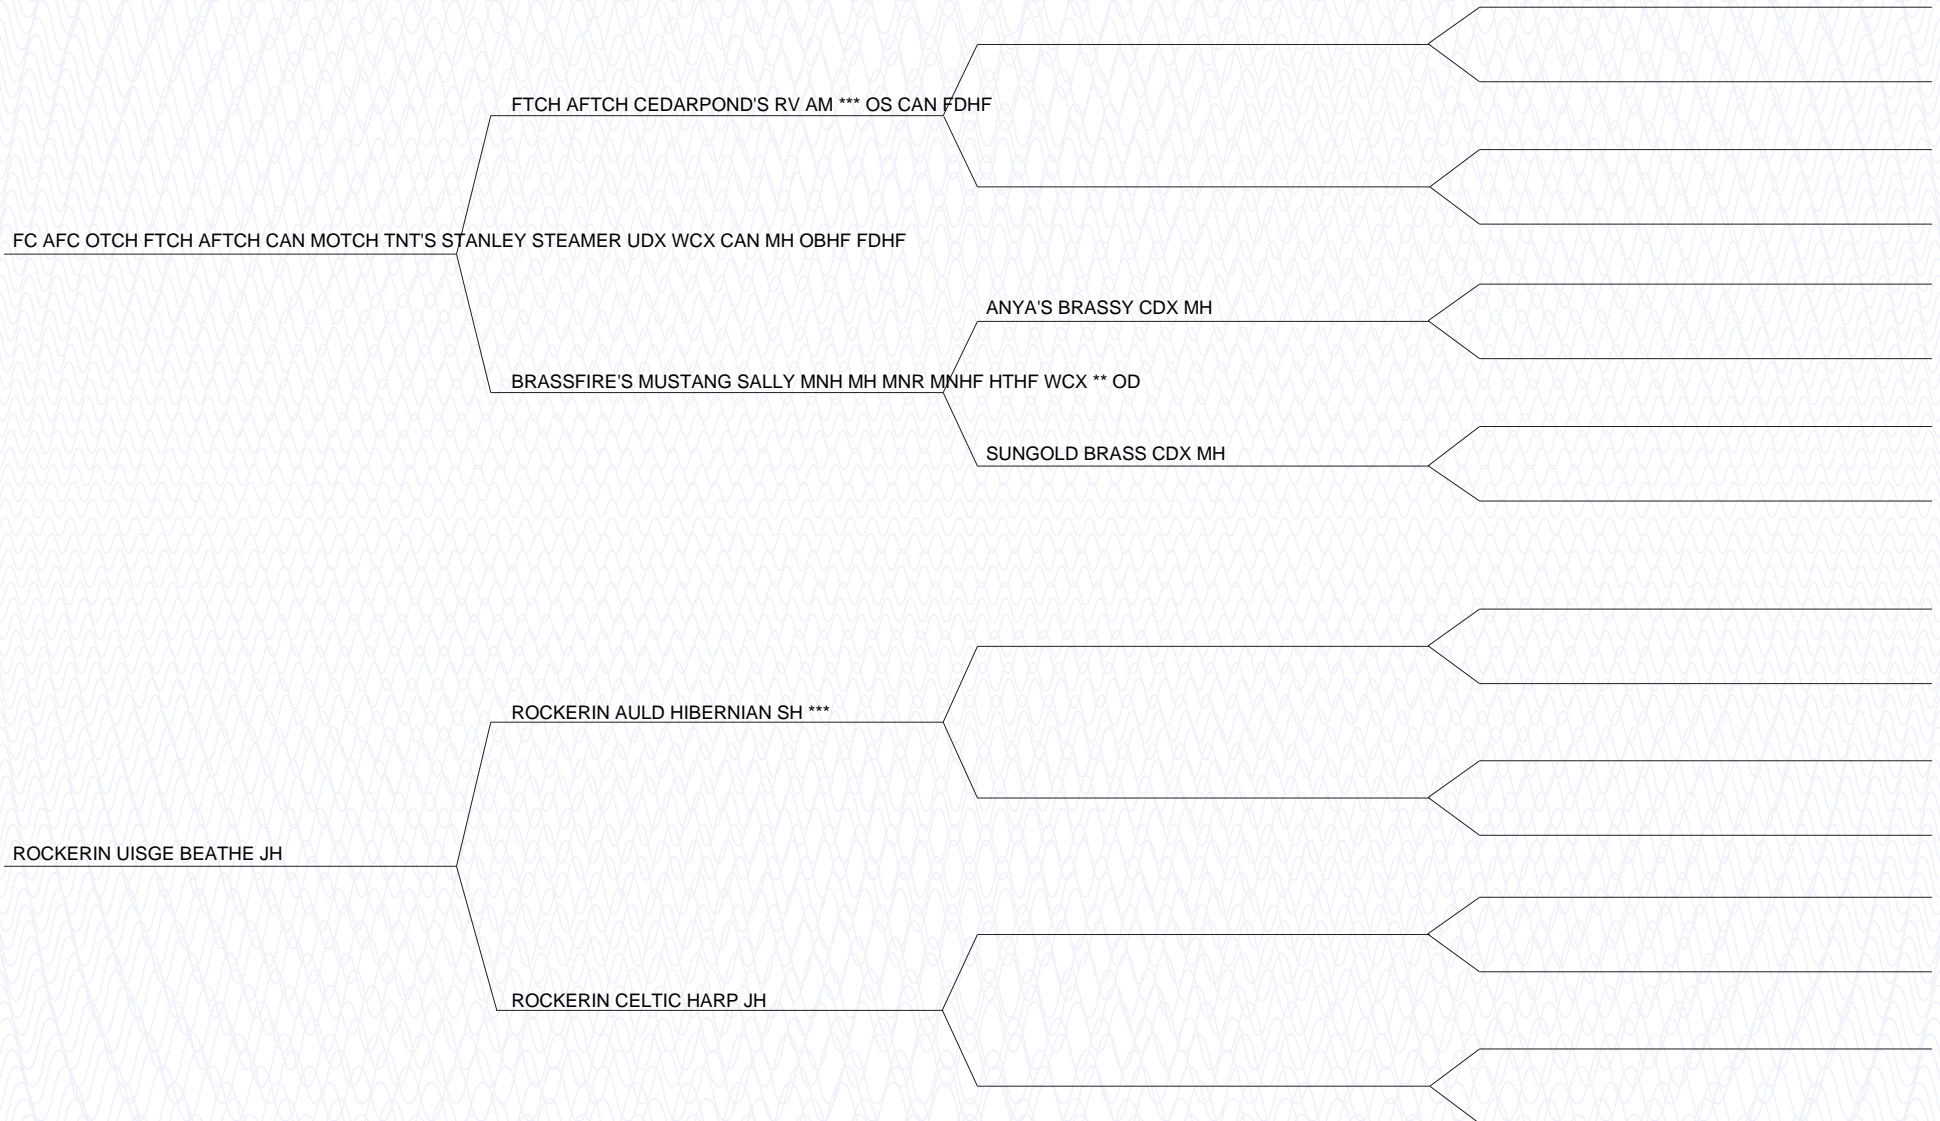 FTCH AFTCH CEDARPOND'S RV AM *** OS CAN FDHF
FC AFC OTCH FTCH AFTCH CAN MOTCH TNT'S STANLEY STEAMER UDX WCX CAN MH OBHF FDHF
ANYA'S BRASSY CDX MH
BRASSFIRE'S MUSTANG SALLY MNH MH MNR MNHF HTHF WCX ** OD
SUNGOLD BRASS CDX MH
ROCKERIN AULD HIBERNIAN SH ***
ROCKERIN UISGE BEATHE JH
ROCKERIN CELTIC HARP JH